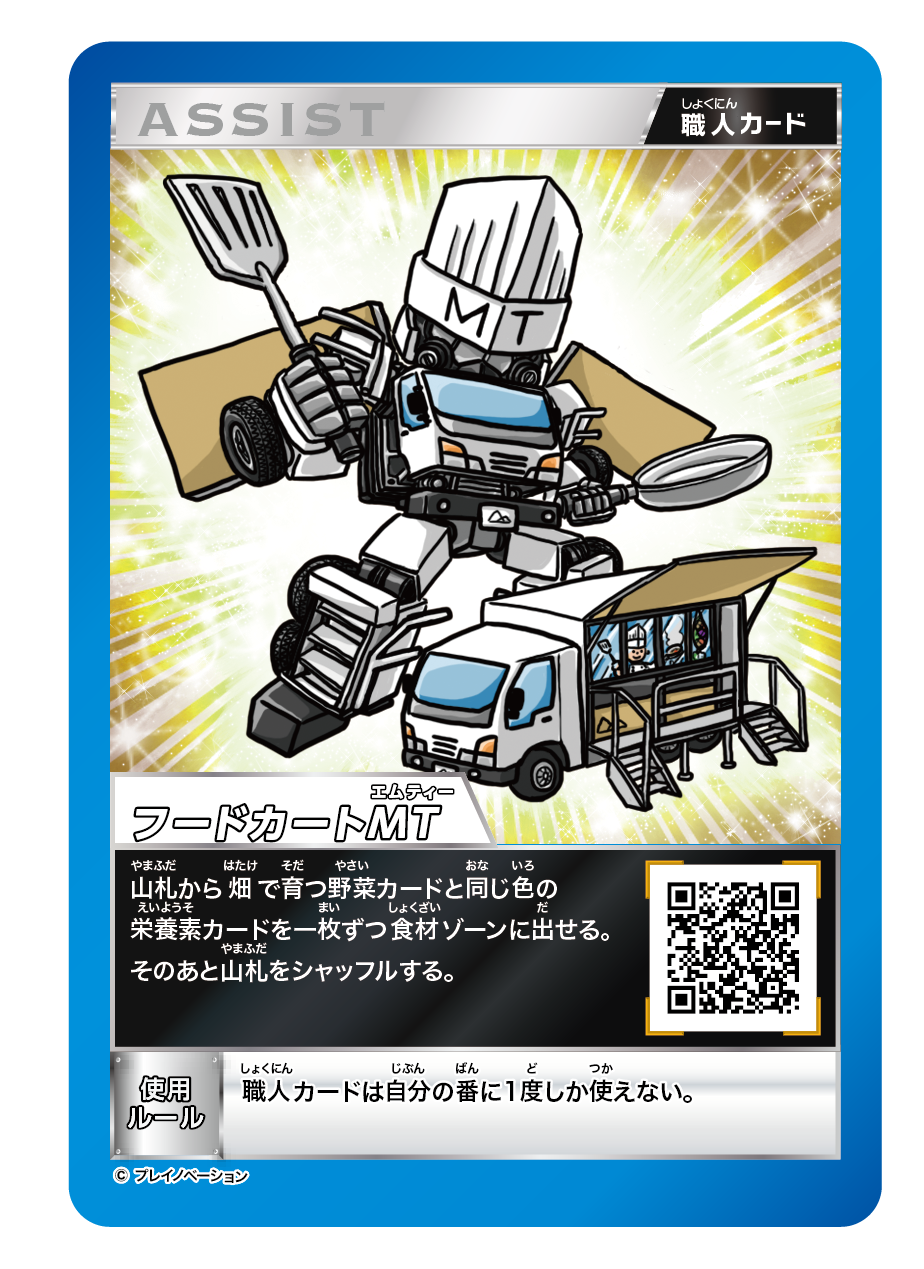 ASSIST
しょくにん
職人カード
MT
エムティー
フードカートMT
やまふだ はたけ そだ やさい おな いろ
山札から畑で育つ野菜カードと同じ色の
えいようそ まい しょくざい だ
栄養素カードを一枚ずつ食材ゾーンに出せる。
やまふだ
そのあと山札をシャッフルする。
しょくにん じぶん ばん ど つか
使用
ルール
職人カードは自分の番に1度しか使えない。
© プレイノベーション